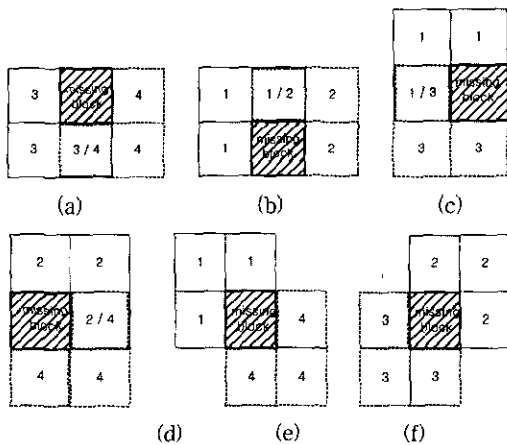 3 missing block 4
3 3 / 4 4
(a)
1 1 / 2 2
1 missing block 2
(b)
1 1
1 / 3 missing block
3 3
(c)
2 2
missing block 2 / 4
4 4
(d)
1 1
1 missing block 4
4 4
(e)
2 2
3 missing block 2
3 3
(f)